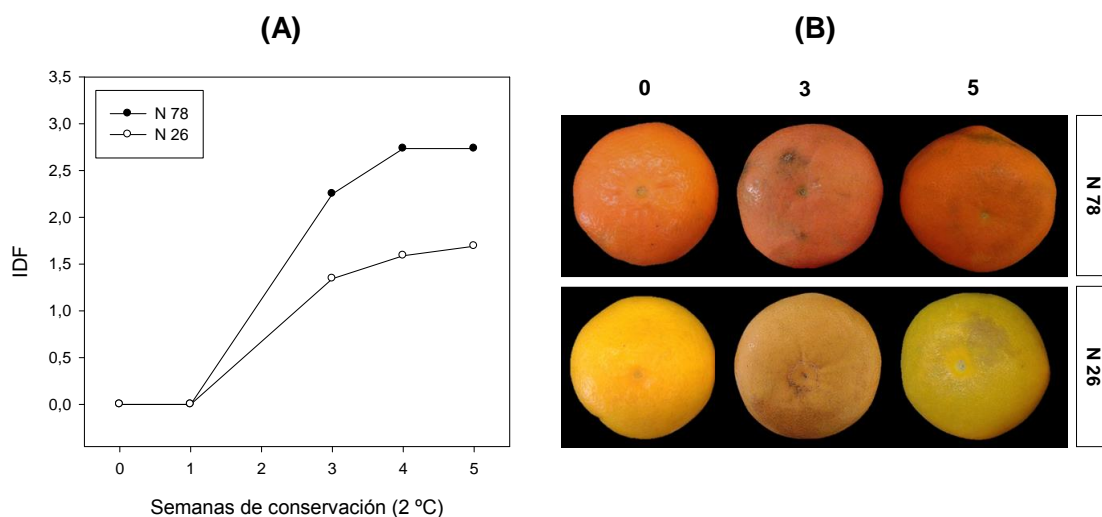 (A)
3,5
3,0
2,5
2,0
1,5
1,0
0,5
0,0
IDF
N 78
N 26
0 1 2 3 4 5
Semanas de conservación (2 ºC)
(B)
0 3 5
N 78
N 26